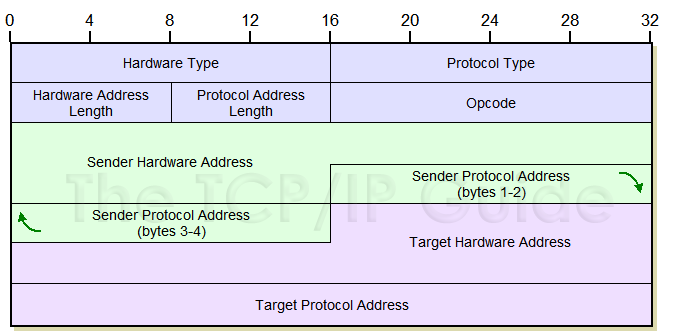 0 4 8 12 16 20 24 28 32
Hardware Type Protocol Type
Hardware Address Length Protocol Address Length Opcode
Sender Hardware Address
Sender Protocol Address
(bytes 1-2)
The TCP/IP Guide
Sender Protocol Address
(bytes 3-4)
Target Hardware Address
Target Protocol Address